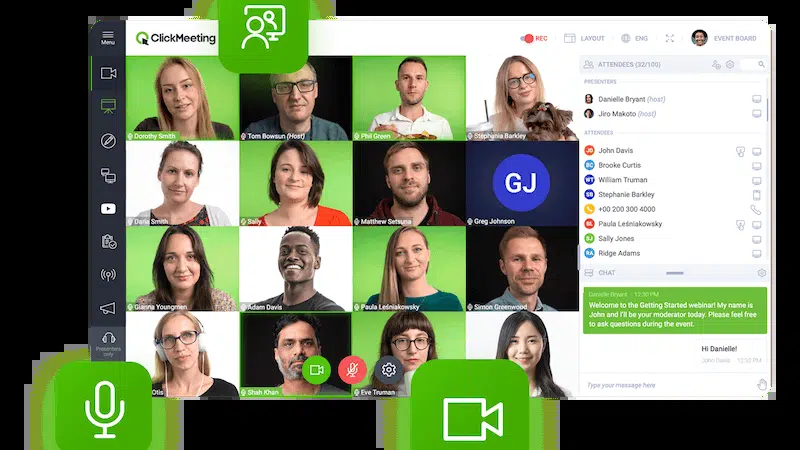 Menu
ClickMeeting
REC
LAYOUT
ENG
EVENT BOARD
ATTENDEES (32/100)
PRESENTERS
Danielle Bryant (host)
Jiro Makoto (host)
ATTENDEES
JD John Davis
BC Brooke Curtis
WT William Truman
SB Stephanie Barkley
+00 200 300 4000
PL Paula Leśniakowsky
SJ Sally Jones
RA Ridge Adams
CHAT
Danielle Bryant · 12:30 PM
Welcome to the Getting Started webinar! My name is
John and I'll be your moderator today. Please feel free
to ask questions during the event.
Hi Danielle!
John Davis · 12:32 PM
Type your message here
Dorothy Smith
Tom Bowsun (Host)
Phil Green
Stephania Barkley
Daria Smith
Sally
Matthew Setsuna
GJ
Greg Johnson
Gianna Youngmen
Adam Davis
Paula Leśniakowsky
Simon Greenwood
Presenters
only
Otis
Shah Khan
Eve Truman